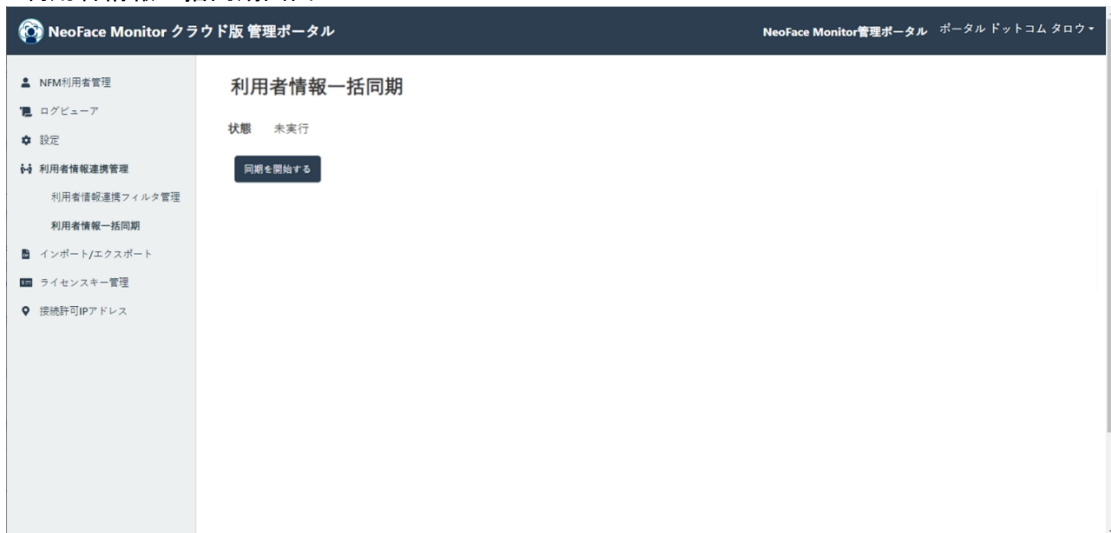 NeoFace Monitor クラウド版 管理ポータル
NeoFace Monitor管理ポータル ポータル ドットコム タロウ
NFM利用者管理
ログビューア
設定
利用者情報連携管理
利用者情報連携フィルタ管理
利用者情報一括同期
インポート/エクスポート
ライセンスキー管理
接続許可IPアドレス
利用者情報一括同期
状態 未実行
同期を開始する